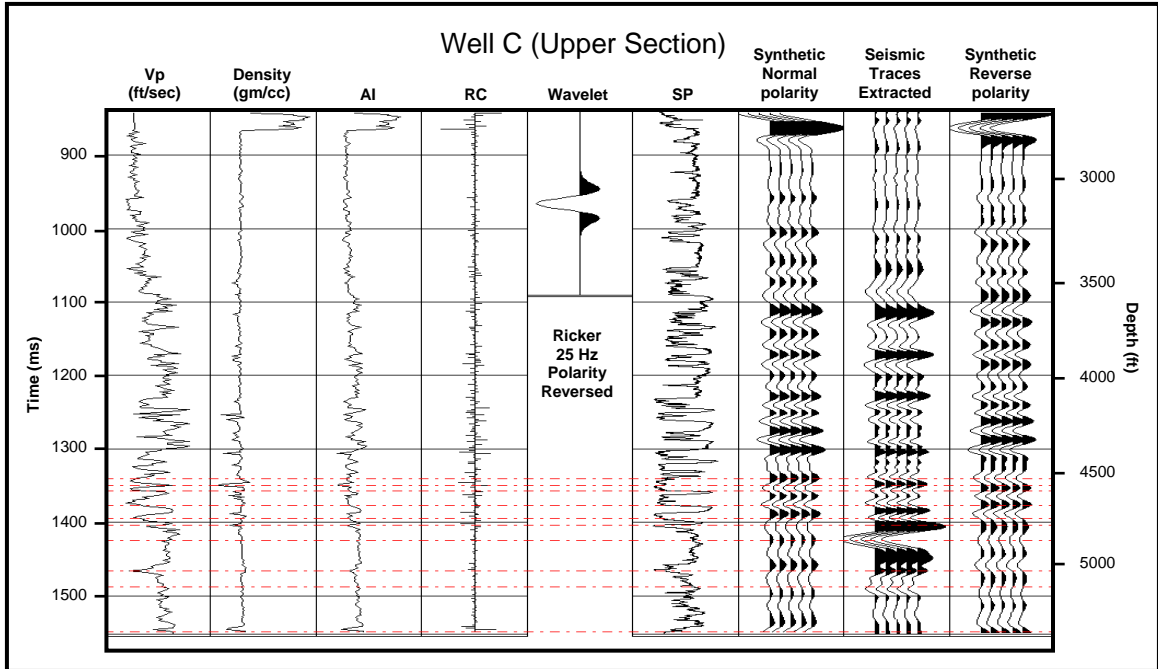 Well C (Upper Section)
Vp
(ft/sec)
Density
(gm/cc)
AI
RC
Wavelet
SP
Synthetic
Normal
polarity
Seismic
Traces
Extracted
Synthetic
Reverse
polarity
Time (ms)
900
1000
1100
1200
1300
1400
1500
Ricker
25 Hz
Polarity
Reversed
3000
3500
4000
4500
5000
Depth (ft)